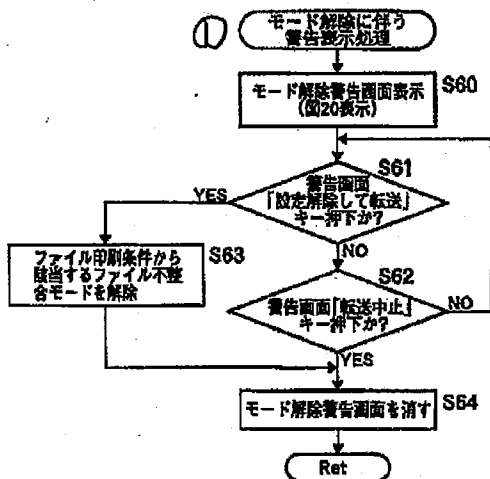 ①
モード解除に伴う
警告表示処理
モード解除警告画面表示
(図20表示)
S60
S61
警告画面
「設定解除して転送」
キー押下か?
YES
NO
ファイル印刷条件から
該当するファイル不整
合モードを解除
S63
S62
警告画面「転送中止」
キー押下か?
NO
YES
モード解除警告画面を消す
S64
Ret